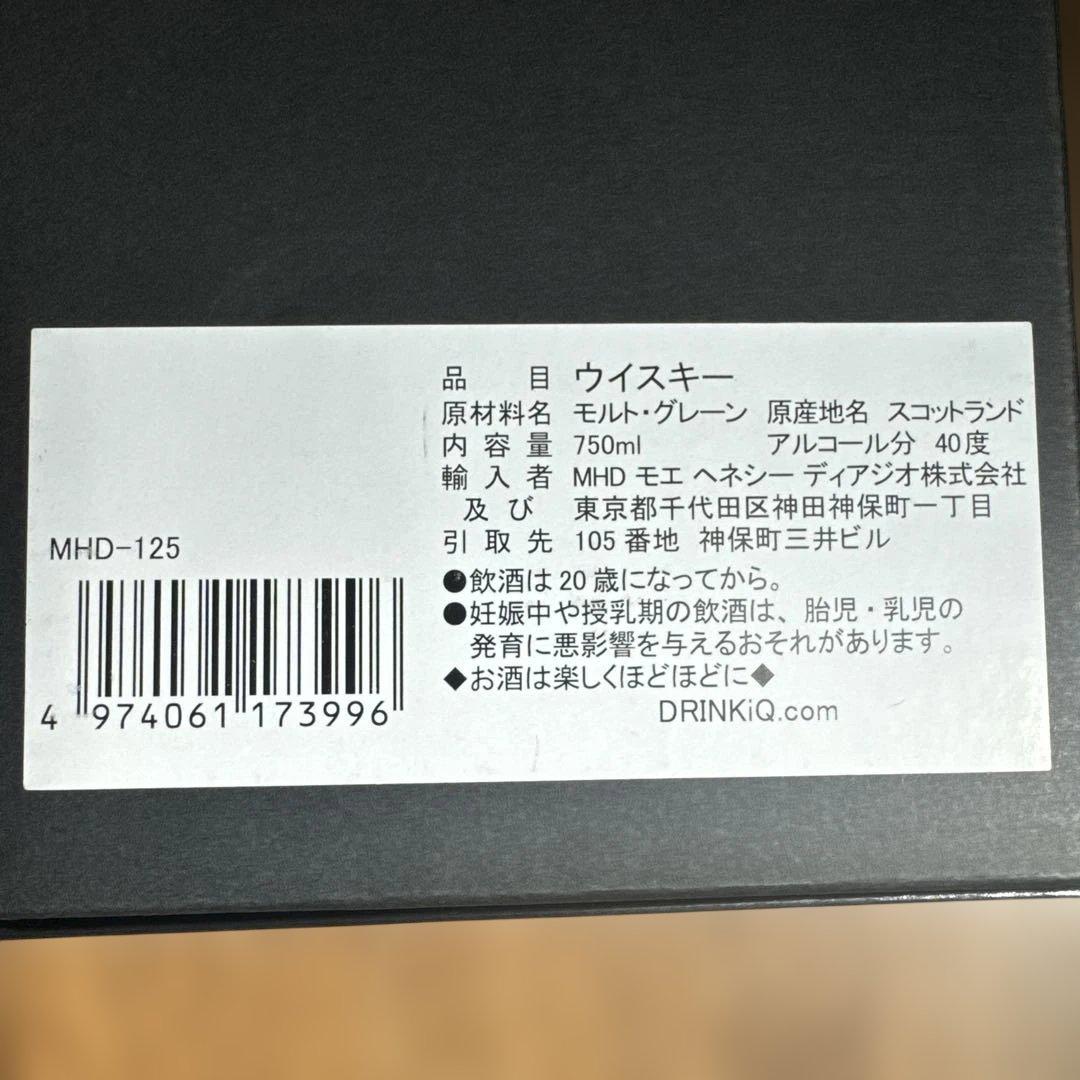 品目 ウイスキー
原材料名 モルト・グレーン 原産地名 スコットランド
内容量 750ml アルコール分 40度
輸入者 MHD モエ ヘネシー ディアジオ株式会社
及び 東京都千代田区神田神保町一丁目
引取先 105番地 神保町三井ビル
●飲酒は20歳になってから。
●妊娠中や授乳期の飲酒は、胎児・乳児の
発育に悪影響を与えるおそれがあります。
◆お酒は楽しくほどほどに◆
DRINKiQ.com
MHD-125
4 974061 173996